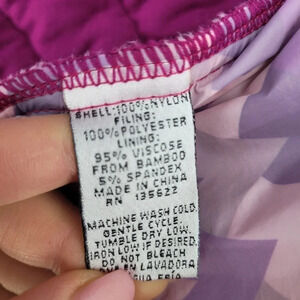 SHELL:100%NYLON
FILING:
100%POLYESTER
LINING:
95% VISCOSE
FROM BAMBOO
5% SPANDEX
MADE IN CHINA
RN 135622
MACHINE WASH COLD
GENTLE CYCLE.
TUMBLE DRY LOW.
IRON LOW IF DESIRED.
DO NOT BLEACH
EN LAVADORA